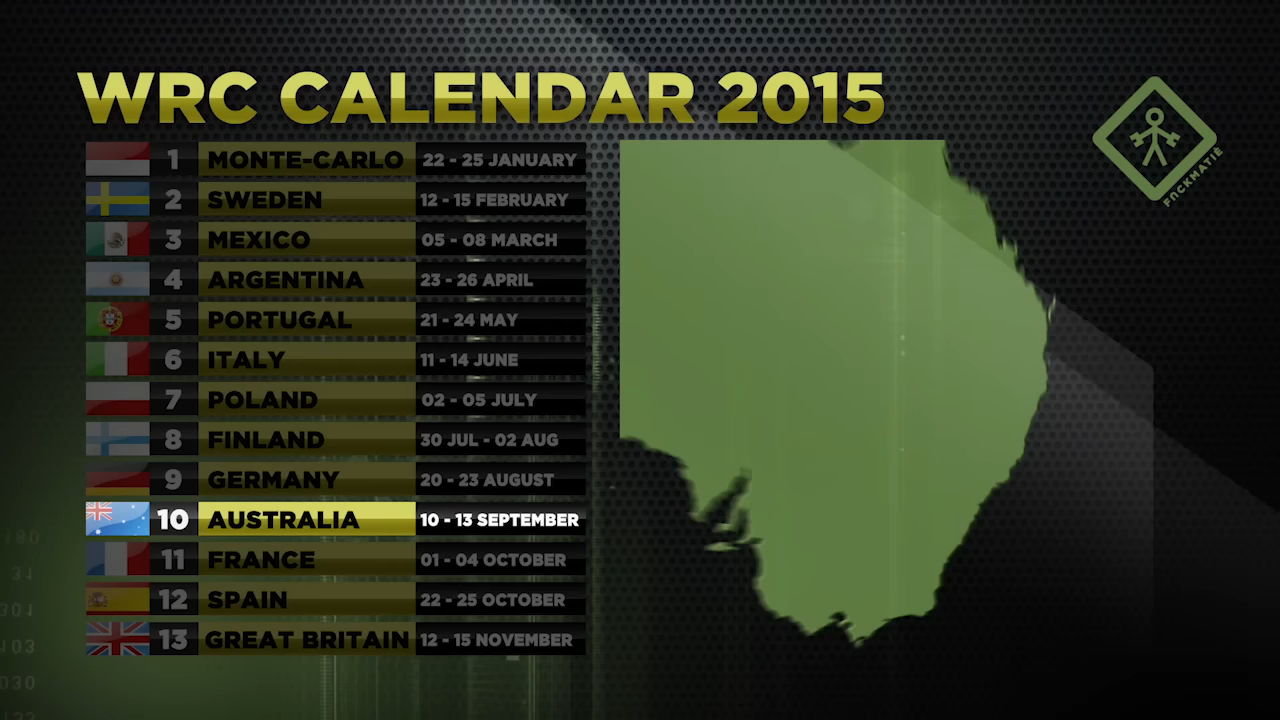 WRC CALENDAR 2015
1 MONTE-CARLO 22 - 25 JANUARY
2 SWEDEN 12 - 15 FEBRUARY
3 MEXICO 05 - 08 MARCH
4 ARGENTINA 23 - 26 APRIL
5 PORTUGAL 21 - 24 MAY
6 ITALY 11 - 14 JUNE
7 POLAND 02 - 05 JULY
8 FINLAND 30 JUL - 02 AUG
9 GERMANY 20 - 23 AUGUST
10 AUSTRALIA 10 - 13 SEPTEMBER
11 FRANCE 01 - 04 OCTOBER
12 SPAIN 22 - 25 OCTOBER
13 GREAT BRITAIN 12 - 15 NOVEMBER